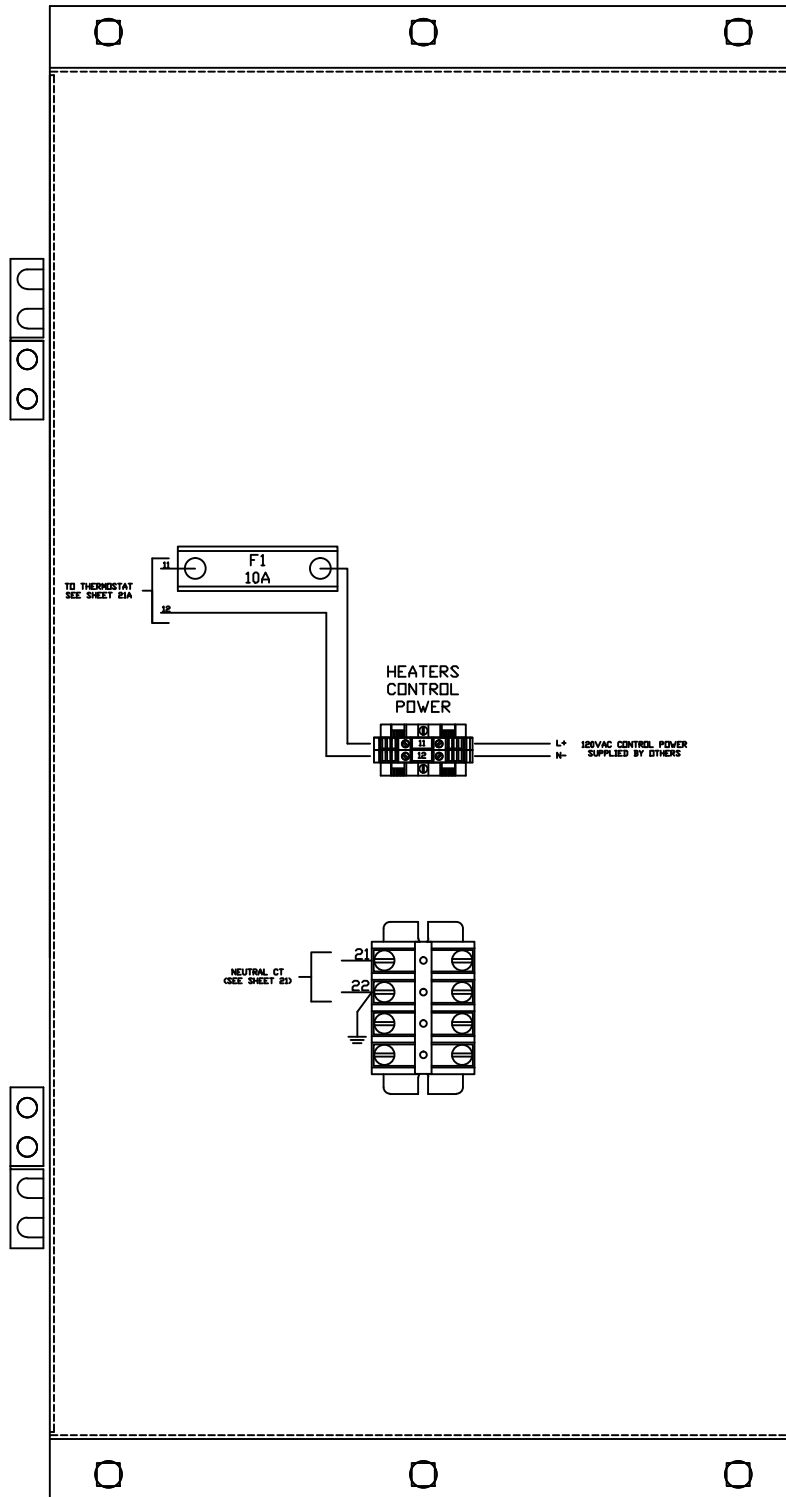 F1
10A
11
TO THERMOSTAT
SEE SHEET 21A
12
HEATERS
CONTROL
POWER
11
12
L+
N-
120VAC CONTROL POWER
SUPPLIED BY OTHERS
21
NEUTRAL CT
(SEE SHEET 21)
22